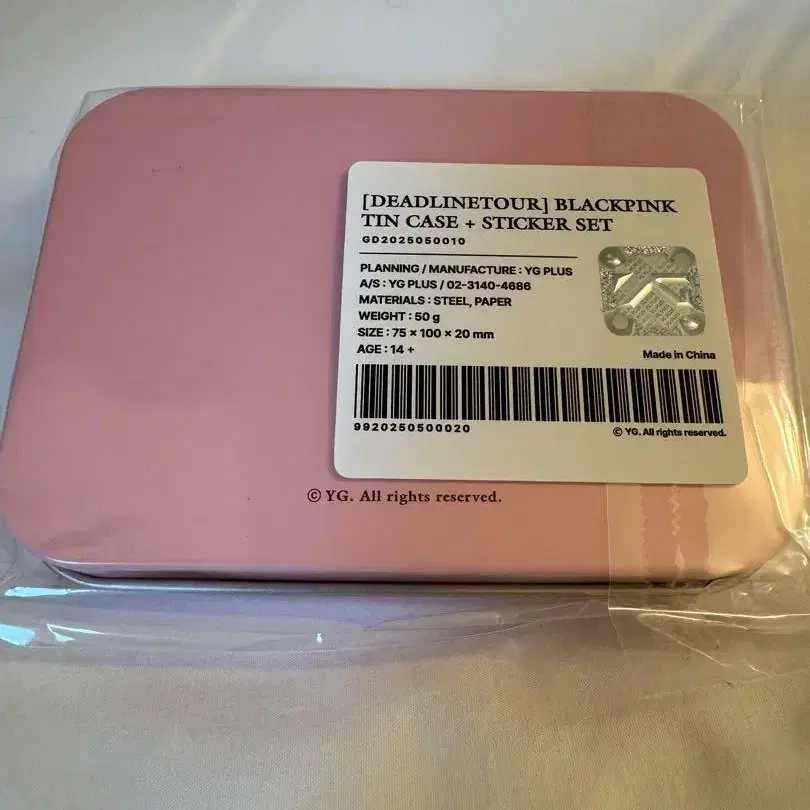 [DEADLINETOUR] BLACKPINK
TIN CASE + STICKER SET
GD2025050010
PLANNING / MANUFACTURE : YG PLUS
A/S : YG PLUS / 02-3140-4686
MATERIALS : STEEL, PAPER
WEIGHT : 50 g
SIZE : 75 × 100 × 20 mm
AGE : 14 +
Made in China
9920250500020
© YG. All rights reserved.
© YG. All rights reserved.